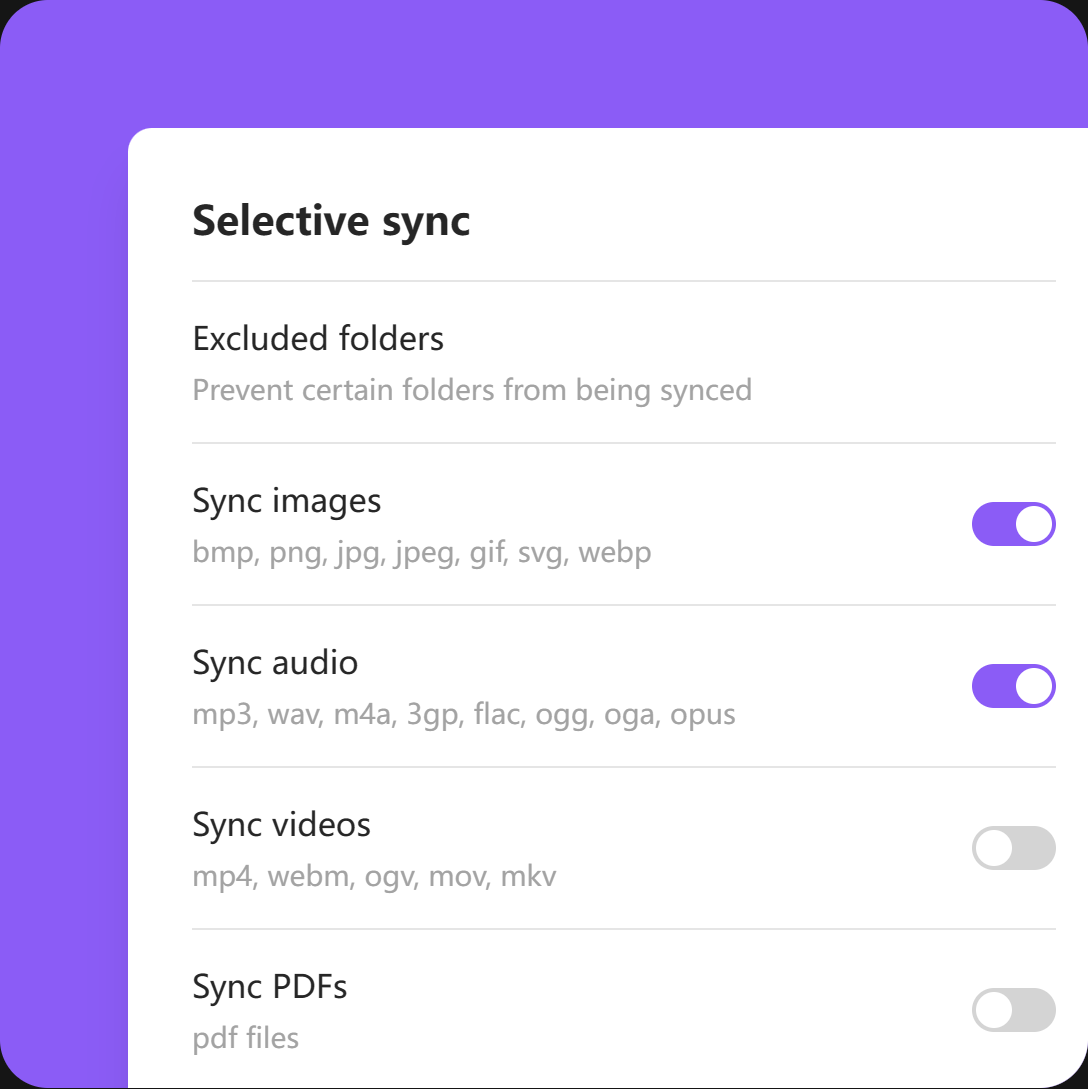 Selective sync
Excluded folders
Prevent certain folders from being synced
Sync images
bmp, png, jpg, jpeg, gif, svg, webp
Sync audio
mp3, wav, m4a, 3gp, flac, ogg, oga, opus
Sync videos
mp4, webm, ogv, mov, mkv
Sync PDFs
pdf files